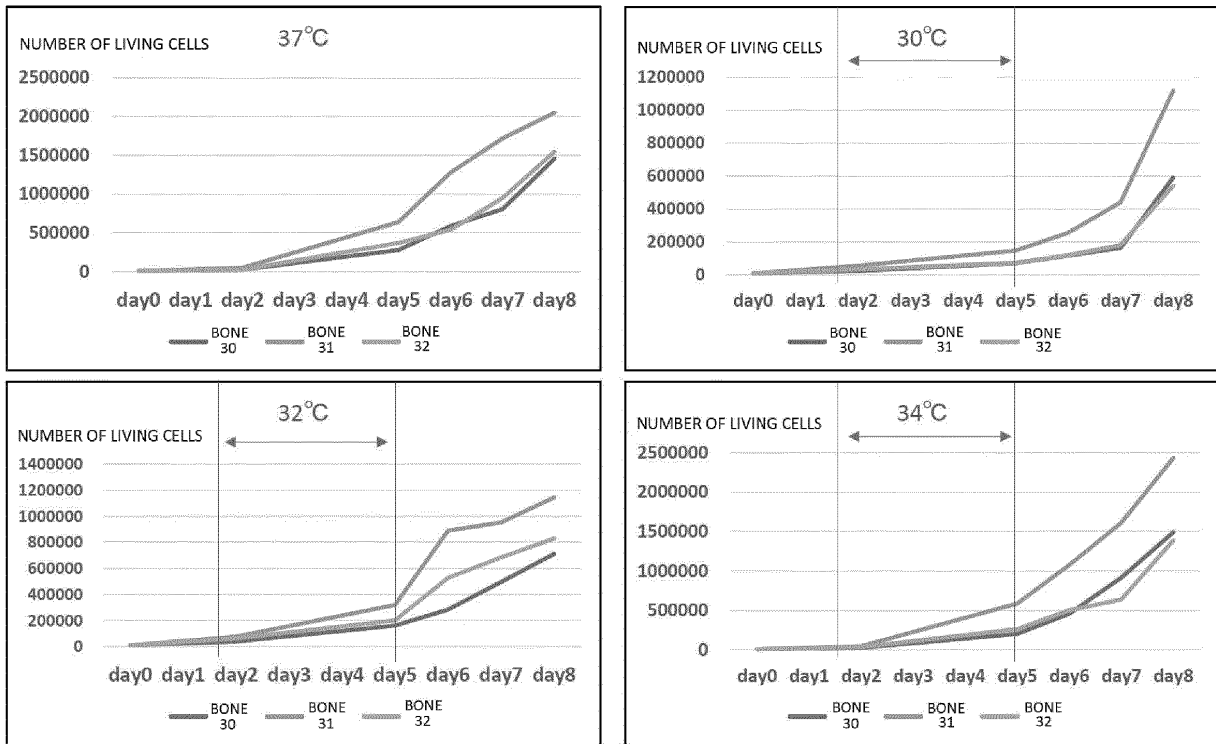 37°C
NUMBER OF LIVING CELLS
2500000
2000000
1500000
1000000
500000
0
day0 day1 day2 day3 day4 day5 day6 day7 day8
BONE 30
BONE 31
BONE 32
30°C
NUMBER OF LIVING CELLS
1200000
1000000
800000
600000
400000
200000
0
day0 day1 day2 day3 day4 day5 day6 day7 day8
BONE 30
BONE 31
BONE 32
32°C
NUMBER OF LIVING CELLS
1400000
1200000
1000000
800000
600000
400000
200000
0
day0 day1 day2 day3 day4 day5 day6 day7 day8
BONE 30
BONE 31
BONE 32
34°C
NUMBER OF LIVING CELLS
2500000
2000000
1500000
1000000
500000
0
day0 day1 day2 day3 day4 day5 day6 day7 day8
BONE 30
BONE 31
BONE 32